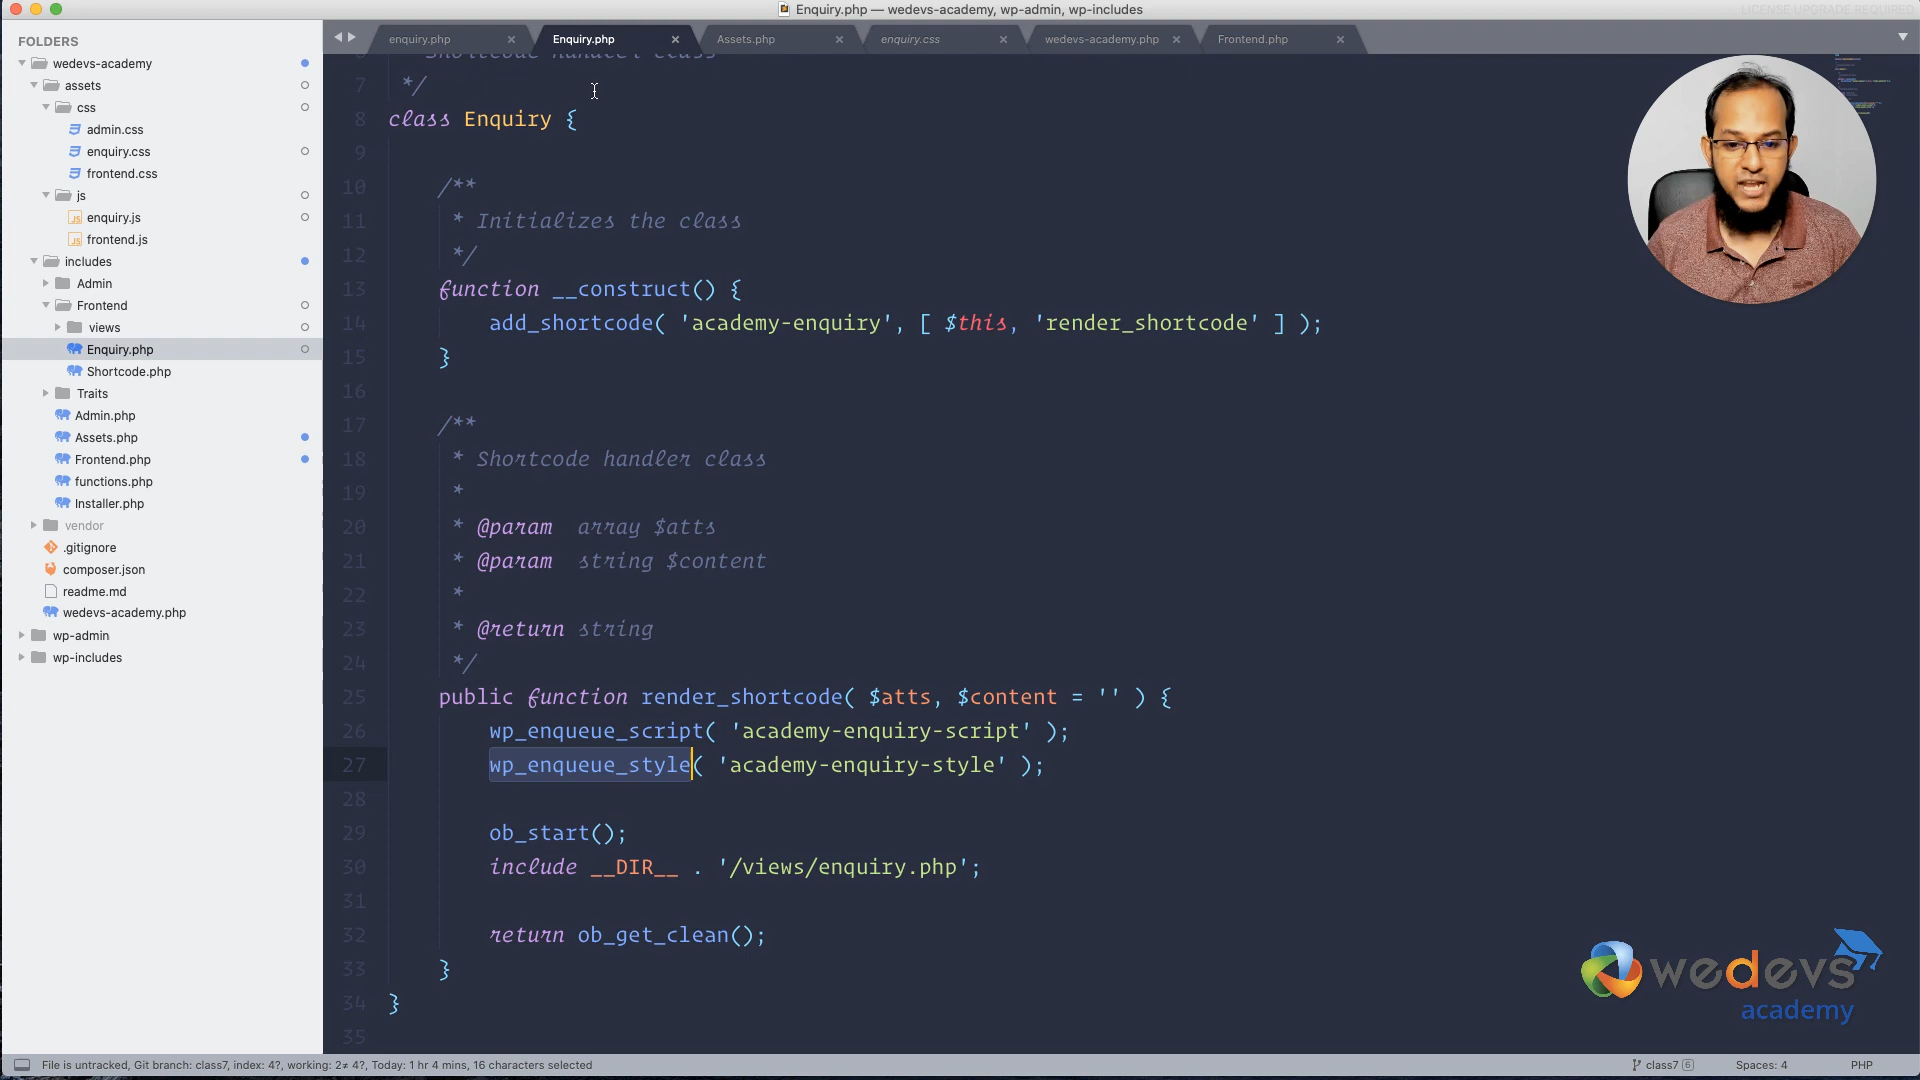 Enquiry.php — wedevs-academy, wp-admin, wp-includes
LICENSE UPGRADE REQUIRED
FOLDERS
wedevs-academy
assets
css
admin.css
enquiry.css
frontend.css
js
enquiry.js
frontend.js
includes
Admin
Frontend
views
Enquiry.php
Shortcode.php
Traits
Admin.php
Assets.php
Frontend.php
functions.php
Installer.php
vendor
.gitignore
composer.json
readme.md
wedevs-academy.php
wp-admin
wp-includes
enquiry.php
Enquiry.php
Assets.php
enquiry.css
wedevs-academy.php
Frontend.php
6 Shortcode handler class
7 */
8 class Enquiry {
9
10 /**
11 * Initializes the class
12 */
13 function __construct() {
14 add_shortcode( 'academy-enquiry', [ $this, 'render_shortcode' ] );
15 }
16
17 /**
18 * Shortcode handler class
19 *
20 * @param array $atts
21 * @param string $content
22 *
23 * @return string
24 */
25 public function render_shortcode( $atts, $content = '' ) {
26 wp_enqueue_script( 'academy-enquiry-script' );
27 wp_enqueue_style( 'academy-enquiry-style' );
28
29 ob_start();
30 include __DIR__ . '/views/enquiry.php';
31
32 return ob_get_clean();
33 }
34 }
35
wedevs
academy
File is untracked, Git branch: class7, index: 4?, working: 2≠ 4?, Today: 1 hr 4 mins, 16 characters selected
class7 6
Spaces: 4
PHP